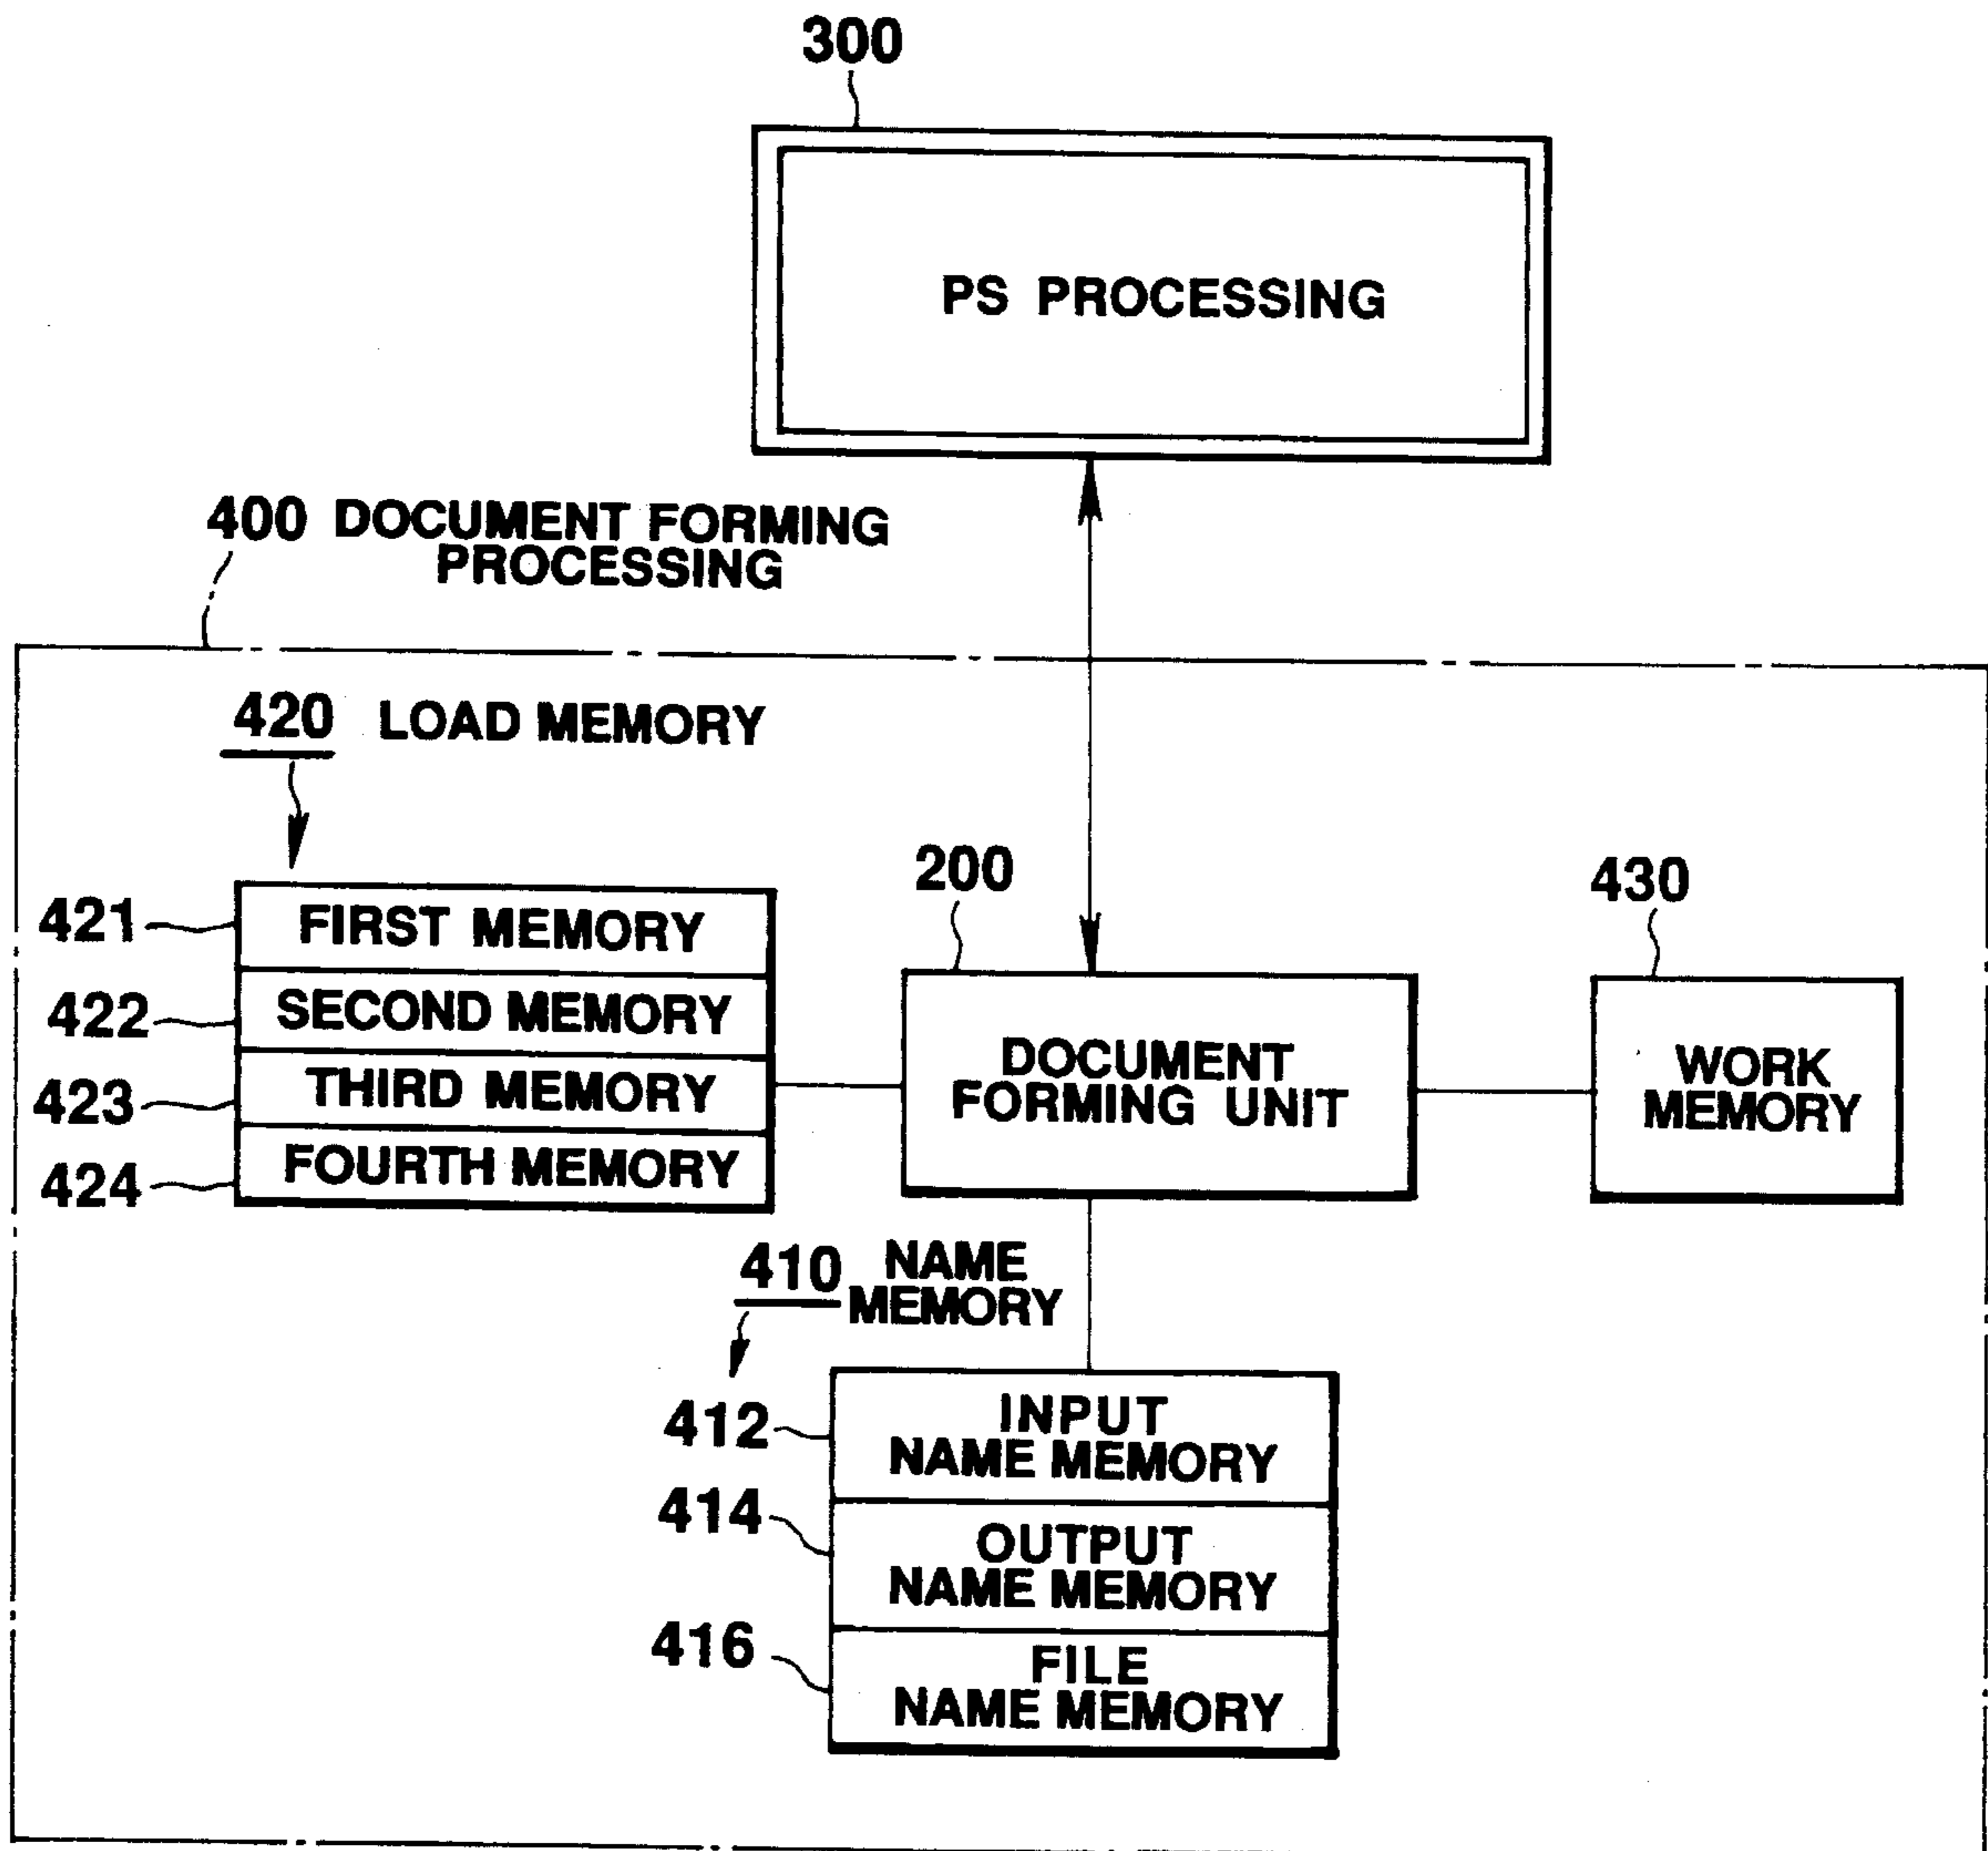 300
PS PROCESSING
400 DOCUMENT FORMING
PROCESSING
420 LOAD MEMORY
421
FIRST MEMORY
422
SECOND MEMORY
423
THIRD MEMORY
424
FOURTH MEMORY
200
DOCUMENT
FORMING UNIT
430
WORK
MEMORY
410 NAME
MEMORY
412
INPUT
NAME MEMORY
414
OUTPUT
NAME MEMORY
416
FILE
NAME MEMORY